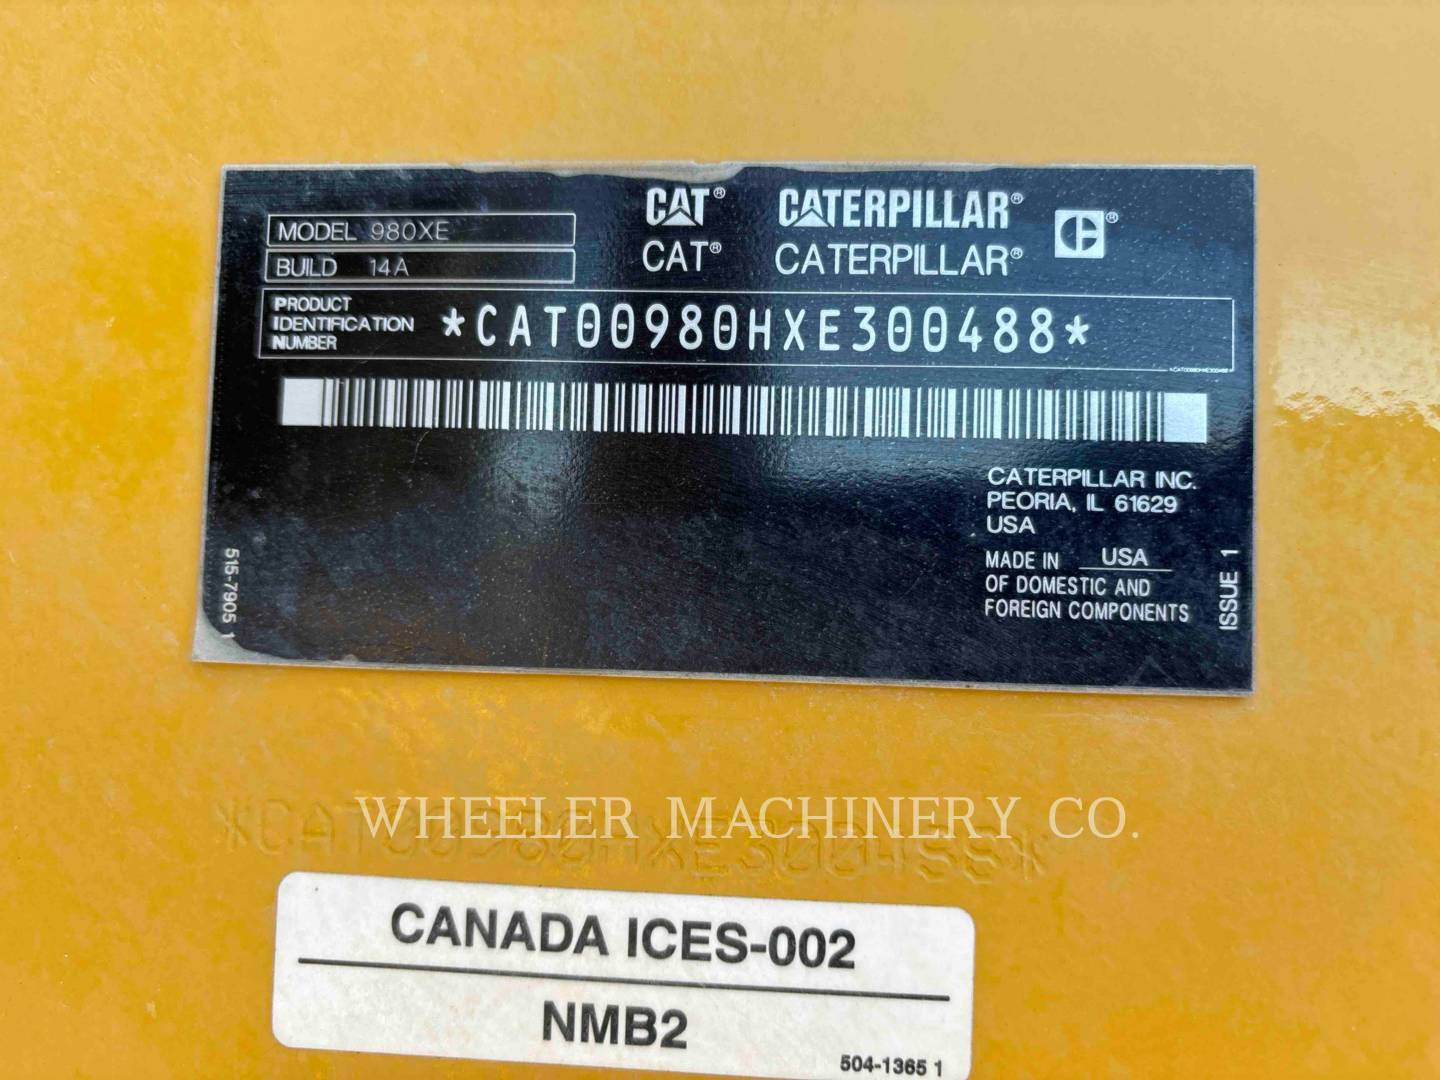 CAT® CATERPILLAR®
CAT® CATERPILLAR® ®
MODEL 980XE
BUILD 14A
PRODUCT
IDENTIFICATION
NUMBER
*CAT00980HXE300488*
*CAT00980HXE300488*
CATERPILLAR INC.
PEORIA, IL 61629
USA
MADE IN USA
OF DOMESTIC AND
FOREIGN COMPONENTS
515-7905 1
ISSUE 1
*CAT00980HXE300488*
WHEELER MACHINERY CO.
CANADA ICES-002
NMB2
504-1365 1